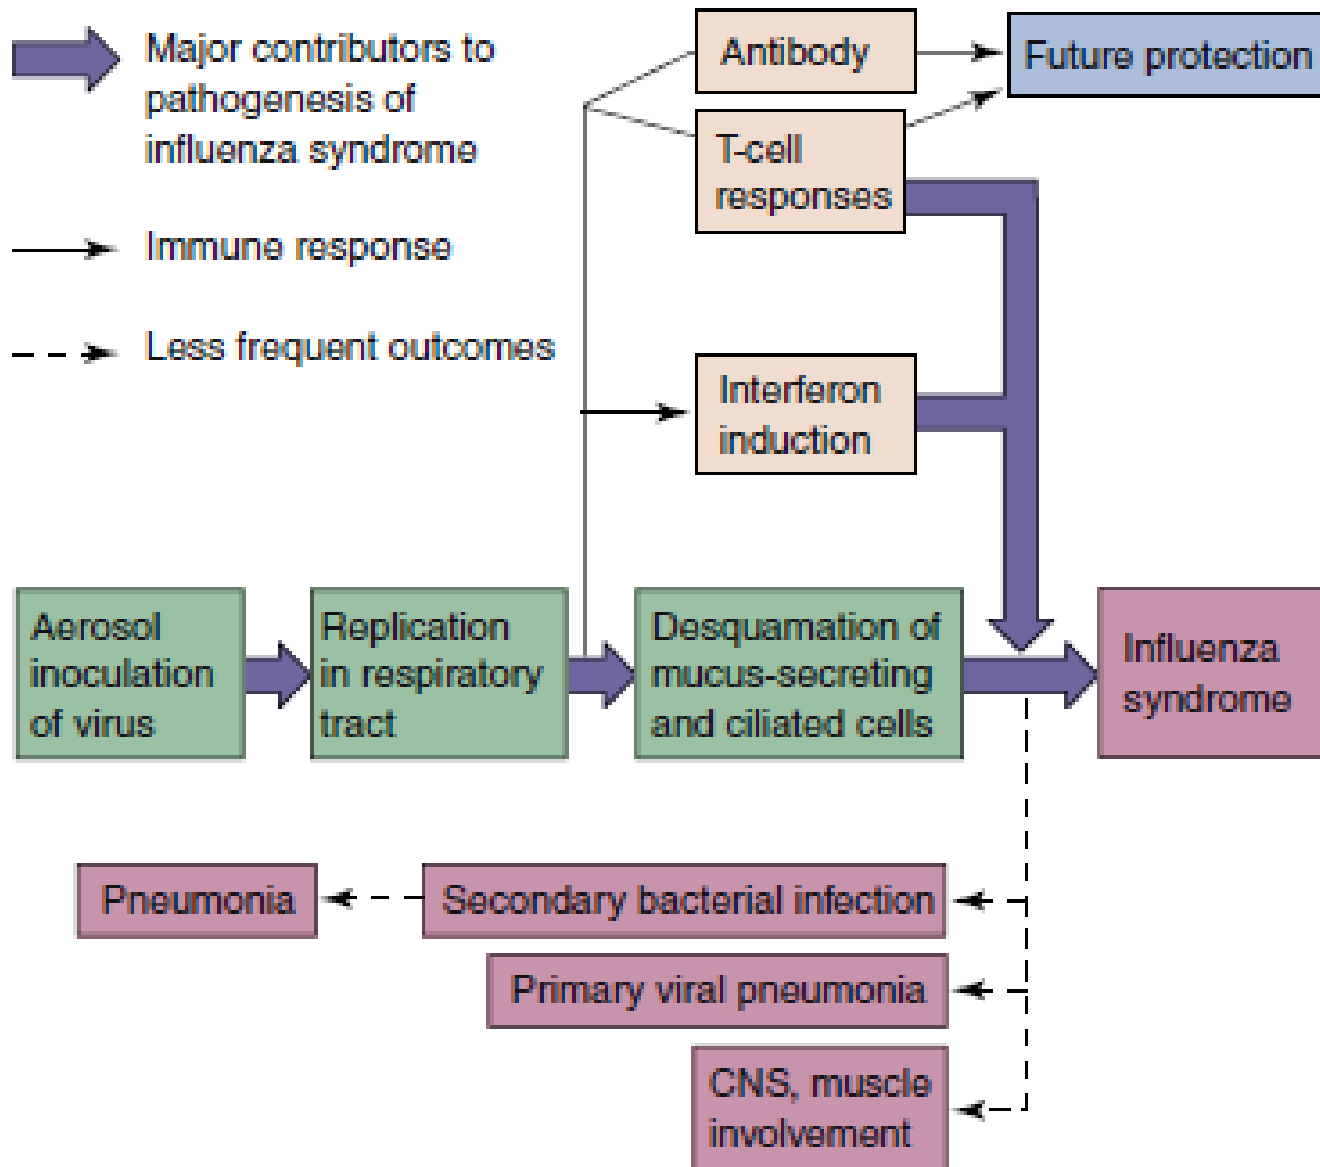 Major contributors to
pathogenesis of
influenza syndrome
Immune response
Less frequent outcomes
Antibody
Future protection
T-cell
responses
Interferon
induction
Aerosol
inoculation
of virus
Replication
in respiratory
tract
Desquamation of
mucus-secreting
and ciliated cells
Influenza
syndrome
Pneumonia
Secondary bacterial infection
Primary viral pneumonia
CNS, muscle
involvement